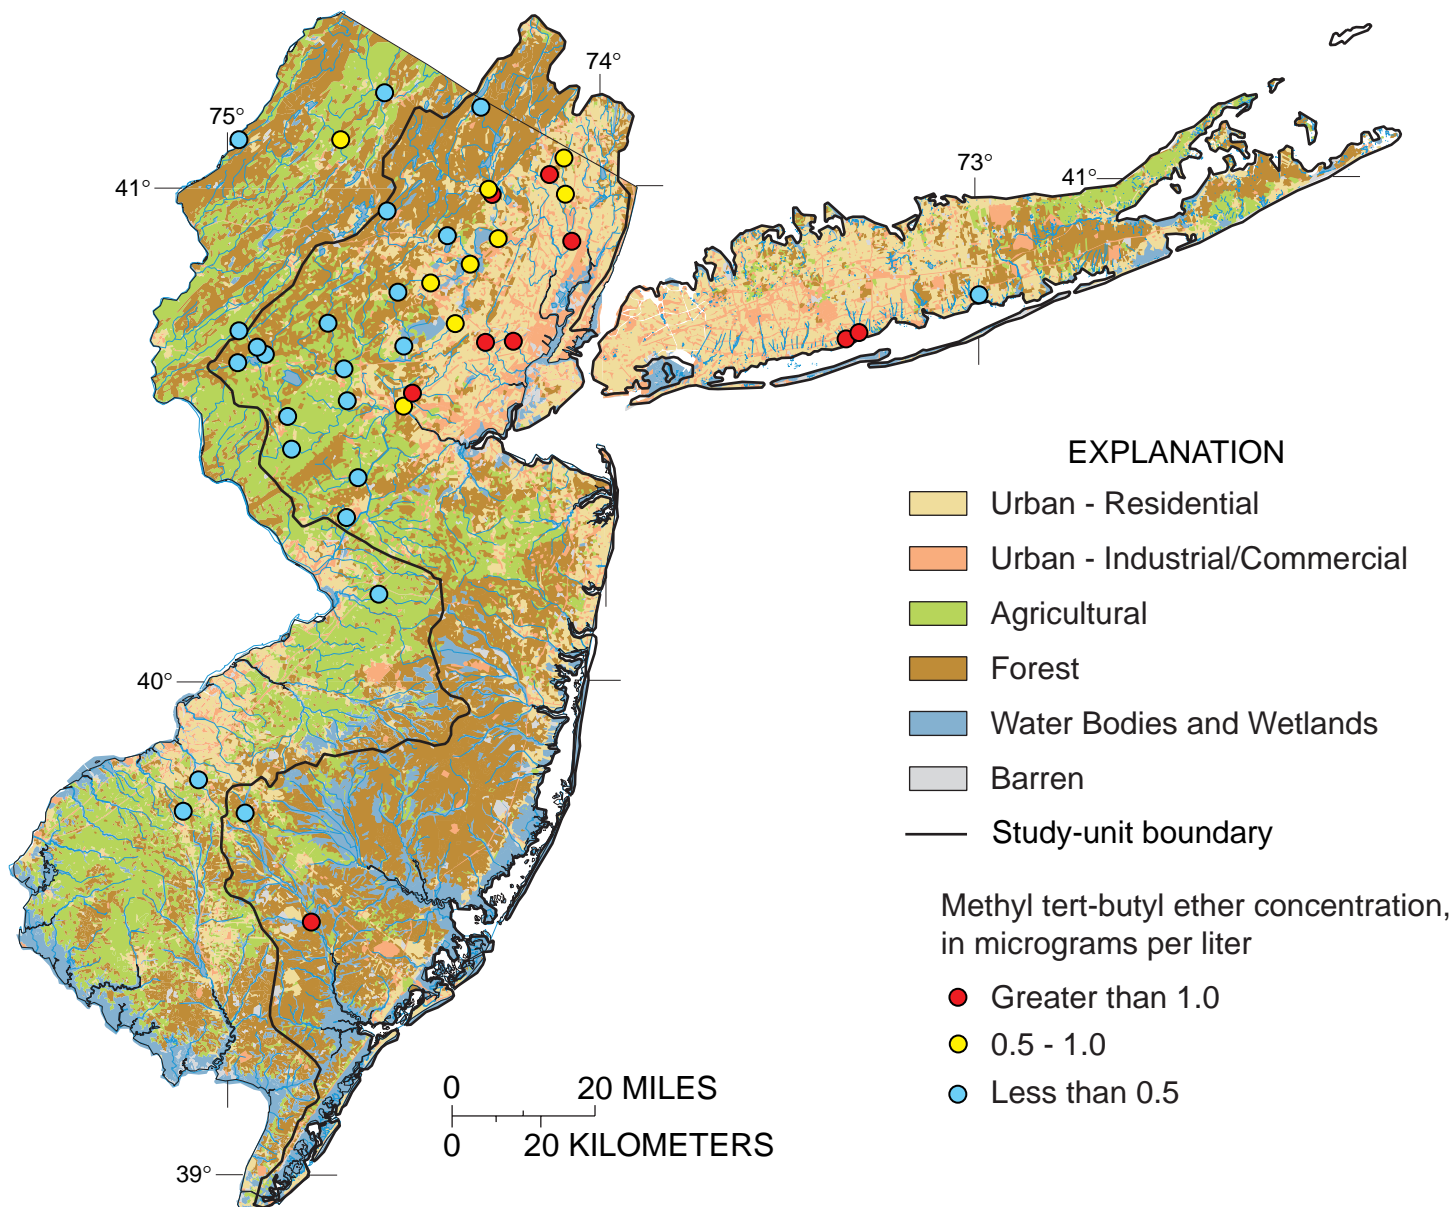 74°
75°
73°
41°
41°
EXPLANATION
Urban - Residential
Urban - Industrial/Commercial
Agricultural
Forest
40°
Water Bodies and Wetlands
Barren
Study-unit boundary
Methyl tert-butyl ether concentration,
in micrograms per liter
Greater than 1.0
0.5 - 1.0
Less than 0.5
0 20 MILES
0 20 KILOMETERS
39°